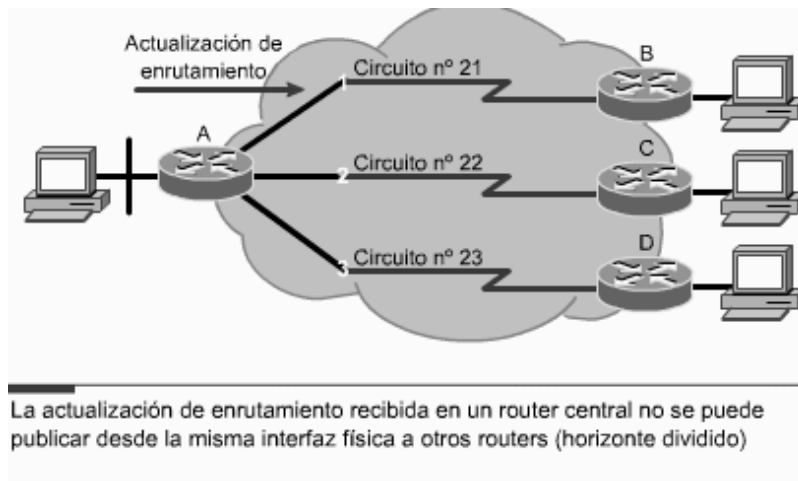 Actualización de
enrutamiento
1 Circuito nº 21
B
A
2 Circuito nº 22
C
3 Circuito nº 23
D
La actualización de enrutamiento recibida en un router central no se puede
publicar desde la misma interfaz física a otros routers (horizonte dividido)